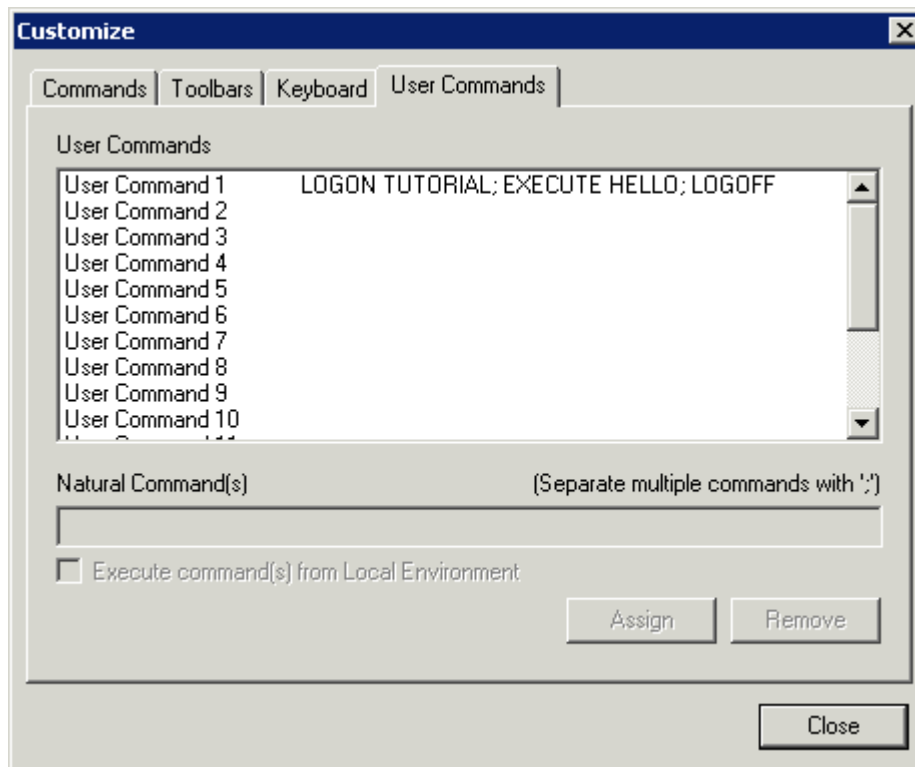 Customize
Commands Toolbars Keyboard User Commands
User Commands
User Command 1 LOGON TUTORIAL; EXECUTE HELLO; LOGOFF
User Command 2
User Command 3
User Command 4
User Command 5
User Command 6
User Command 7
User Command 8
User Command 9
User Command 10
Natural Command(s) (Separate multiple commands with ';')
Execute command(s) from Local Environment
Assign Remove
Close